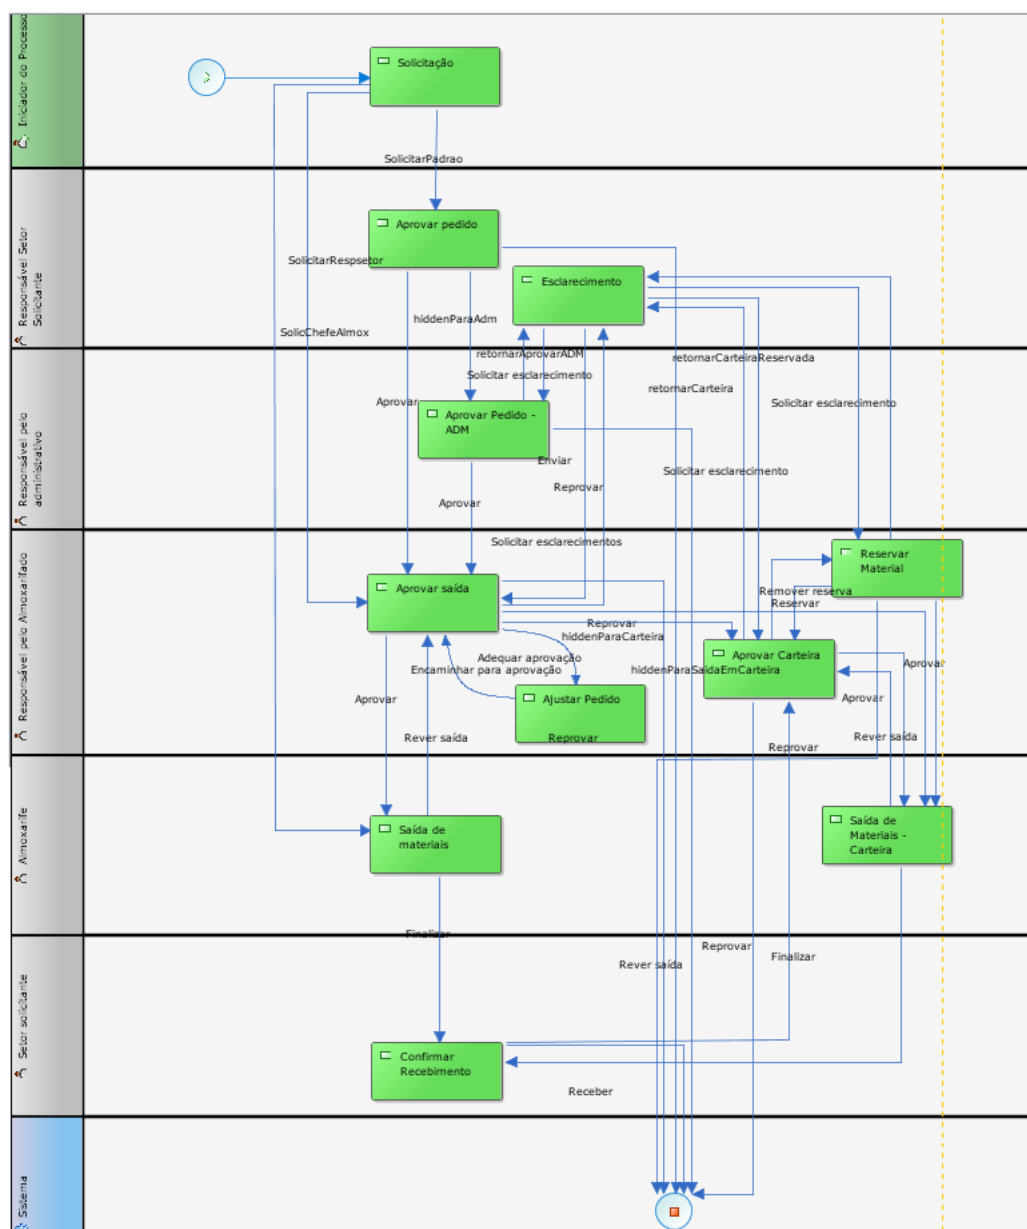 Iniciador do Processo
Solicitação
SolicitarPadrao
Responsável Setor
Solicitante
Aprovar pedido
SolicitarRespsetor
Esclarecimento
hiddenParaAdm
SolicChefeAlmox
retornarAprovarADM
retornarCarteiraReservada
Solicitar esclarecimento
retornarCarteira
Responsável pelo
administrativo
Aprovar
Solicitar esclarecimento
Aprovar Pedido -
ADM
Enviar
Solicitar esclarecimento
Reprovar
Aprovar
Solicitar esclarecimentos
Responsável pelo Almoxarifado
Reservar
Material
Aprovar saída
Remover reserva
Reservar
Reprovar
hiddenParaCarteira
Adequar aprovação
Aprovar Carteira
Encaminhar para aprovação
hiddenParaSaidaEmCarteira
Aprovar
Aprovar
Ajustar Pedido
Aprovar
Rever saída
Reprovar
Rever saída
Reprovar
Almoxarife
Saída de
materiais
Saída de
Materiais -
Carteira
Finalizar
Reprovar
Finalizar
Rever saída
Setor solicitante
Confirmar
Recebimento
Receber
Sistema